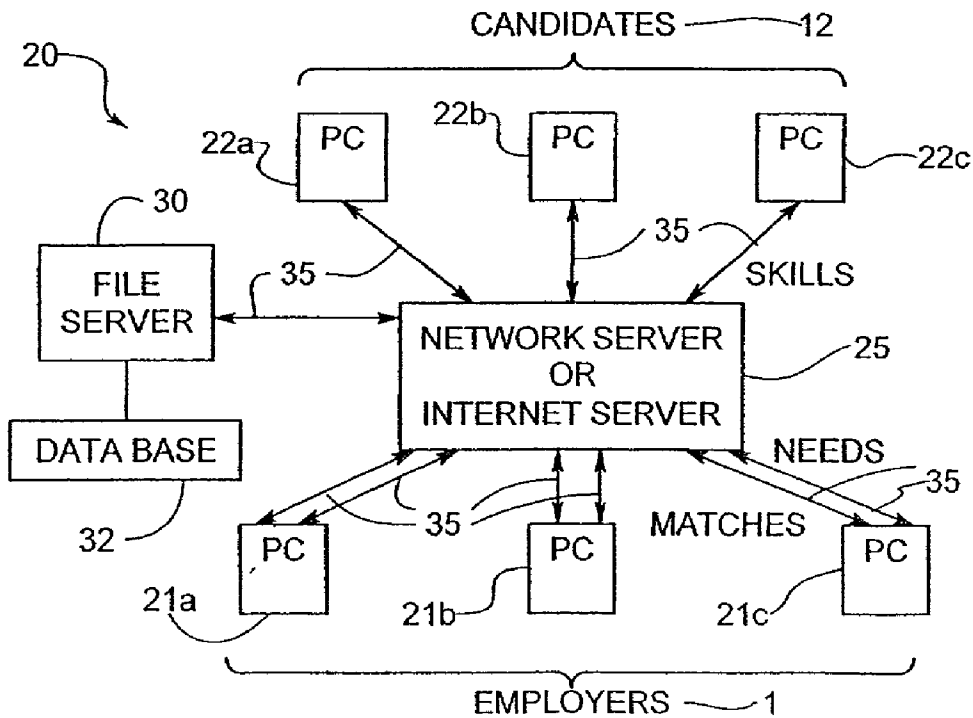 CANDIDATES 12
20
PC PC PC
22a 22b 22c
30
35 35
SKILLS
FILE
SERVER
35
NETWORK SERVER
OR
INTERNET SERVER
25
DATA BASE
32
NEEDS
35 35
MATCHES
PC PC PC
21a 21b 21c
EMPLOYERS 1